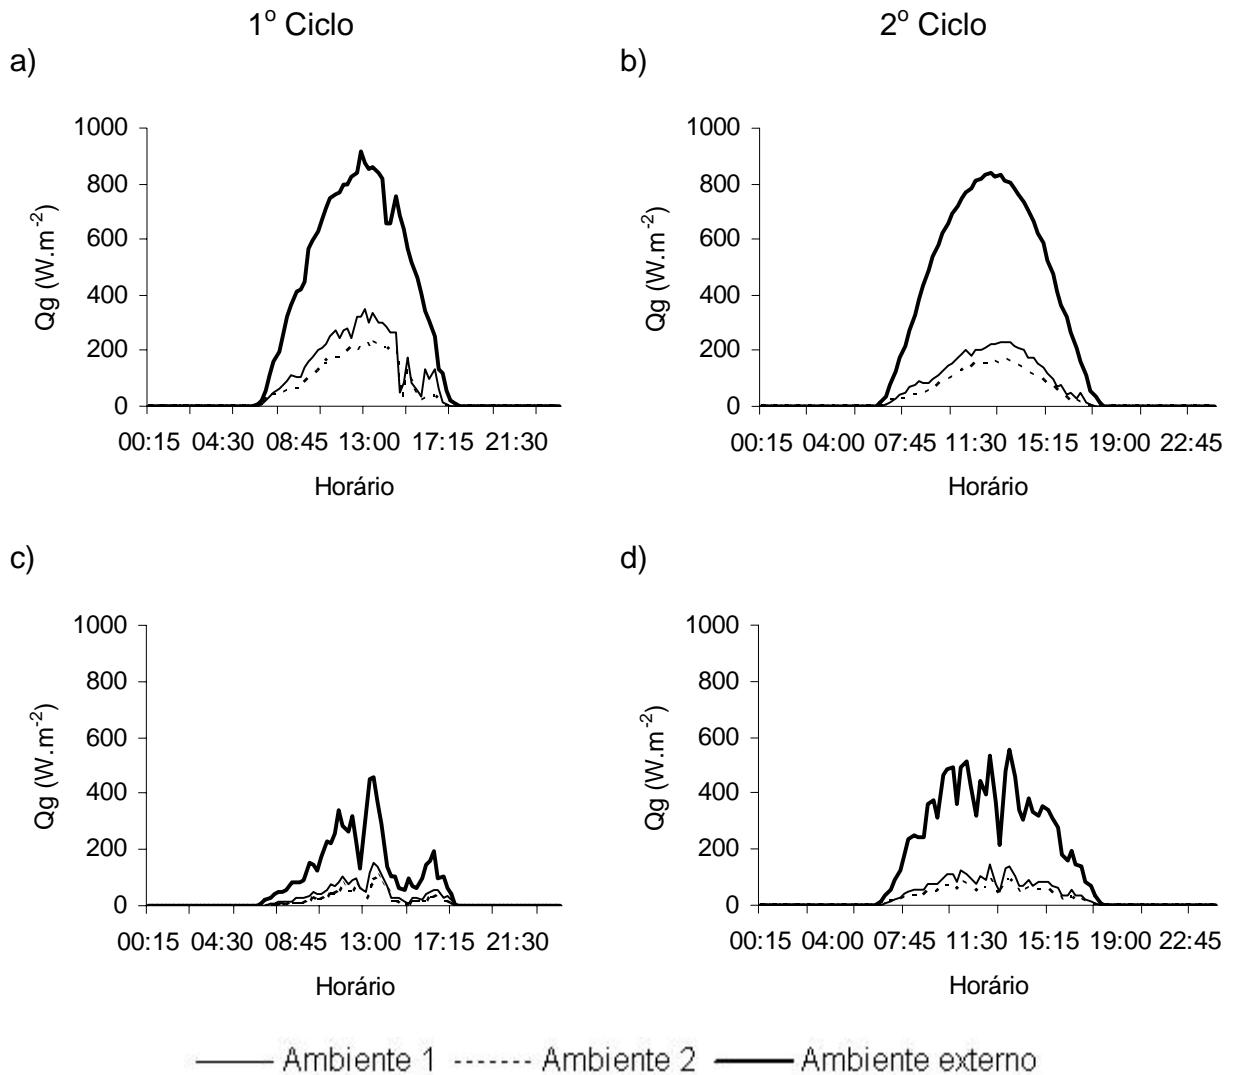 1º Ciclo
2º Ciclo
a)
b)
1000
800
600
400
200
0
Qg (W.m-2)
00:15 04:30 08:45 13:00 17:15 21:30
Horário
1000
800
600
400
200
0
Qg (W.m-2)
00:15 04:00 07:45 11:30 15:15 19:00 22:45
Horário
c)
d)
1000
800
600
400
200
0
Qg (W.m-2)
00:15 04:30 08:45 13:00 17:15 21:30
Horário
1000
800
600
400
200
0
Qg (W.m-2)
00:15 04:00 07:45 11:30 15:15 19:00 22:45
Horário
Ambiente 1 Ambiente 2 Ambiente externo